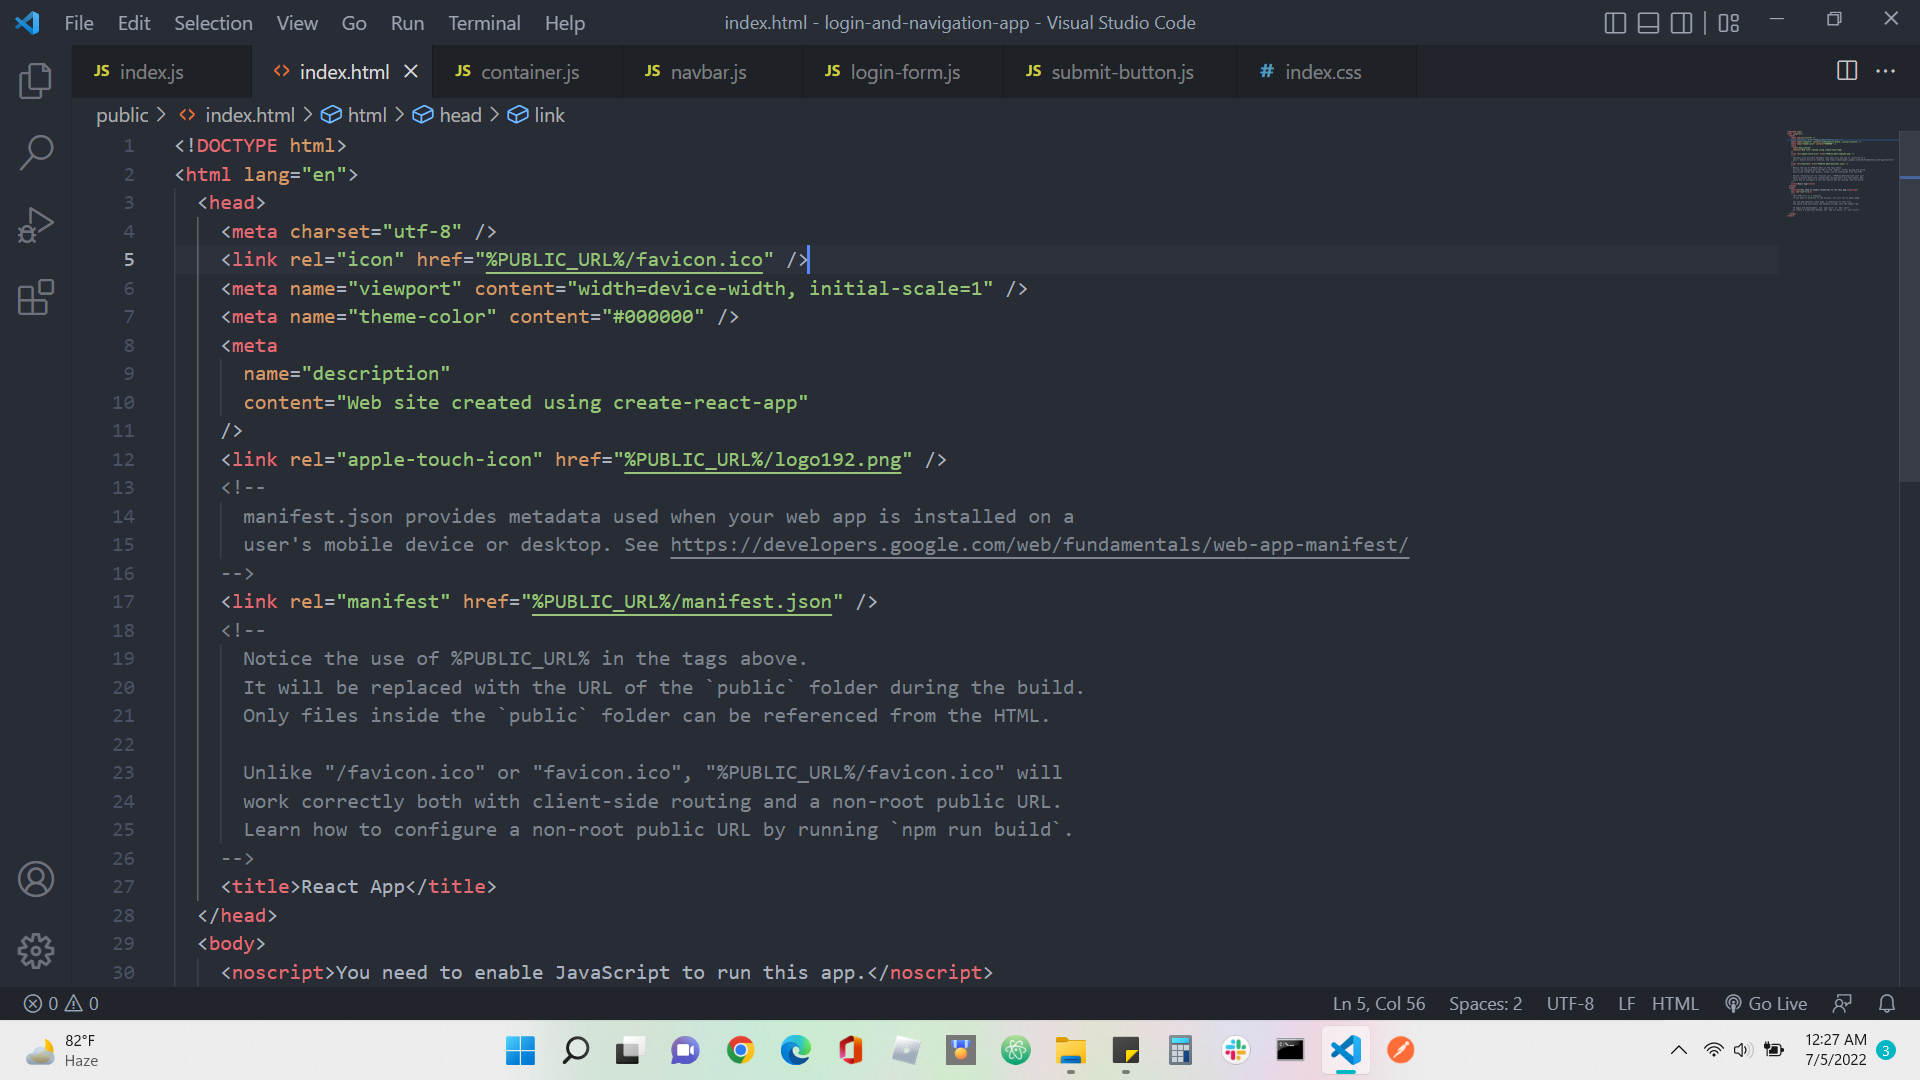 File Edit Selection View Go Run Terminal Help index.html - login-and-navigation-app - Visual Studio Code
JS index.js <> index.html JS container.js JS navbar.js JS login-form.js JS submit-button.js # index.css
public > <> index.html > html > head > link
1 <!DOCTYPE html>
2 <html lang="en">
3 <head>
4 <meta charset="utf-8" />
5 <link rel="icon" href="%PUBLIC_URL%/favicon.ico" />
6 <meta name="viewport" content="width=device-width, initial-scale=1" />
7 <meta name="theme-color" content="#000000" />
8 <meta
9 name="description"
10 content="Web site created using create-react-app"
11 />
12 <link rel="apple-touch-icon" href="%PUBLIC_URL%/logo192.png" />
13 <!--
14 manifest.json provides metadata used when your web app is installed on a
15 user's mobile device or desktop. See https://developers.google.com/web/fundamentals/web-app-manifest/
16 -->
17 <link rel="manifest" href="%PUBLIC_URL%/manifest.json" />
18 <!--
19 Notice the use of %PUBLIC_URL% in the tags above.
20 It will be replaced with the URL of the `public` folder during the build.
21 Only files inside the `public` folder can be referenced from the HTML.
22
23 Unlike "/favicon.ico" or "favicon.ico", "%PUBLIC_URL%/favicon.ico" will
24 work correctly both with client-side routing and a non-root public URL.
25 Learn how to configure a non-root public URL by running `npm run build`.
26 -->
27 <title>React App</title>
28 </head>
29 <body>
30 <noscript>You need to enable JavaScript to run this app.</noscript>
0 0 Ln 5, Col 56 Spaces: 2 UTF-8 LF HTML Go Live
82°F
Haze
12:27 AM
7/5/2022 3